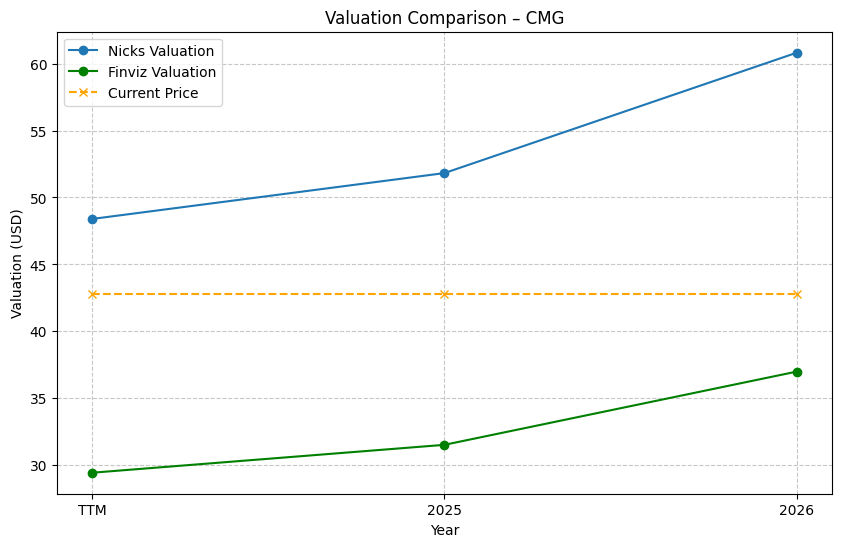 Valuation Comparison – CMG
Nicks Valuation
Finviz Valuation
Current Price
Valuation (USD)
60
55
50
45
40
35
30
TTM
2025
2026
Year